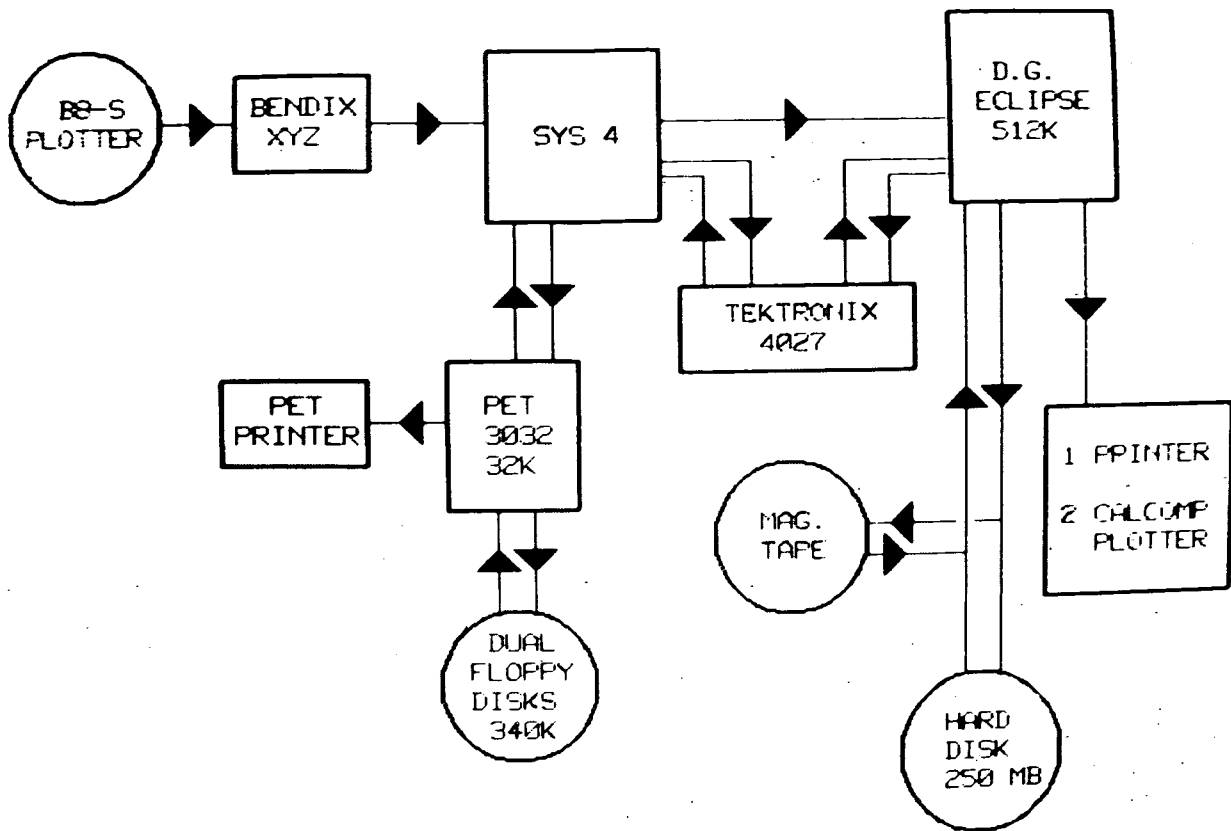 B8-S
PLOTTER
BENDIX
XYZ
SYS 4
D.G.
ECLIPSE
512K
TEKTRONIX
4027
PET
PRINTER
PET
3032
32K
1 PRINTER
2 CALCOMP
PLOTTER
MAG.
TAPE
DUAL
FLOPPY
DISKS
340K
HARD
DISK
250 MB